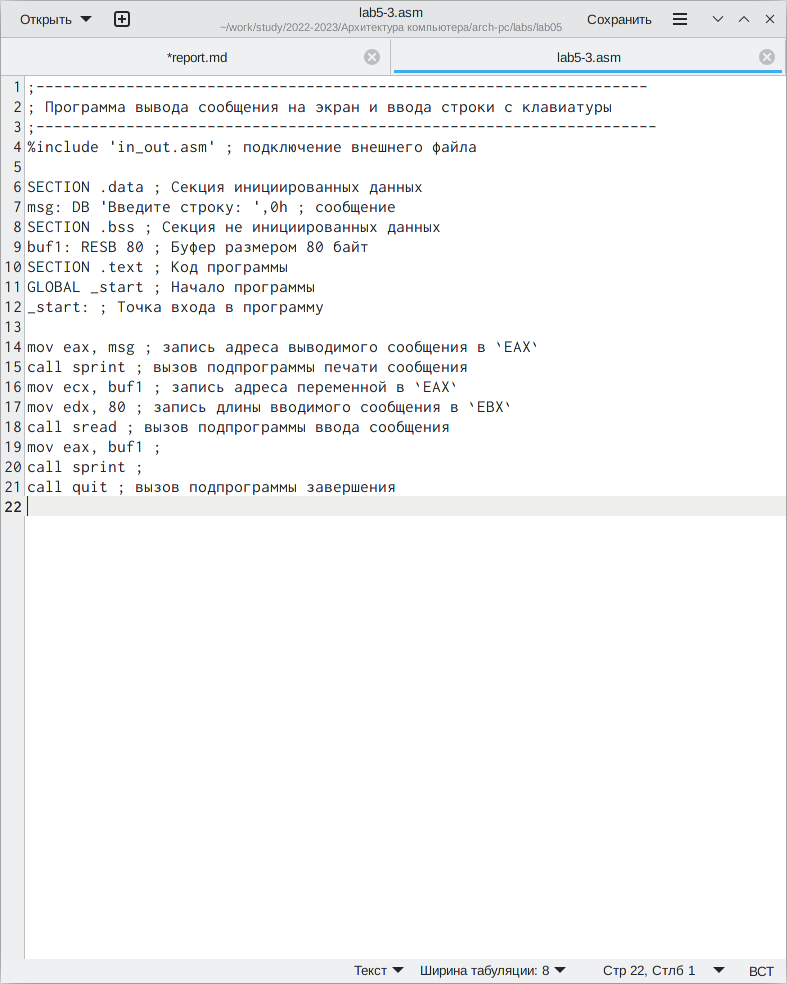 Открыть
lab5-3.asm
~/work/study/2022-2023/Архитектура компьютера/arch-pc/labs/lab05
Сохранить
*report.md
lab5-3.asm
1 ;--------------------------------------------------------------------
2 ; Программа вывода сообщения на экран и ввода строки с клавиатуры
3 ;---------------------------------------------------------------------
4 %include 'in_out.asm' ; подключение внешнего файла
5
6 SECTION .data ; Секция инициированных данных
7 msg: DB 'Введите строку: ',0h ; сообщение
8 SECTION .bss ; Секция не инициированных данных
9 buf1: RESB 80 ; Буфер размером 80 байт
10 SECTION .text ; Код программы
11 GLOBAL _start ; Начало программы
12 _start: ; Точка входа в программу
13
14 mov eax, msg ; запись адреса выводимого сообщения в `EAX`
15 call sprint ; вызов подпрограммы печати сообщения
16 mov ecx, buf1 ; запись адреса переменной в `EAX`
17 mov edx, 80 ; запись длины вводимого сообщения в `EBX`
18 call sread ; вызов подпрограммы ввода сообщения
19 mov eax, buf1 ;
20 call sprint ;
21 call quit ; вызов подпрограммы завершения
22
Текст Ширина табуляции: 8 Стр 22, Стлб 1 ВСТ